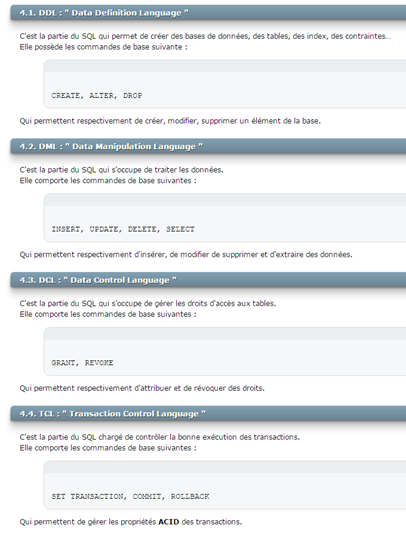 4.1. DDL : " Data Definition Language "
C'est la partie du SQL qui permet de créer des bases de données, des tables, des index, des contraintes...
Elle possède les commandes de base suivante :
CREATE, ALTER, DROP
Qui permettent respectivement de créer, modifier, supprimer un élément de la base.
4.2. DML : " Data Manipulation Language "
C'est la partie du SQL qui s'occupe de traiter les données.
Elle comporte les commandes de base suivantes :
INSERT, UPDATE, DELETE, SELECT
Qui permettent respectivement d'insérer, de modifier de supprimer et d'extraire des données.
4.3. DCL : " Data Control Language "
C'est la partie du SQL qui s'occupe de gérer les droits d'accès aux tables.
Elle comporte les commandes de base suivantes :
GRANT, REVOKE
Qui permettent respectivement d'attribuer et de révoquer des droits.
4.4. TCL : " Transaction Control Language "
C'est la partie du SQL chargé de contrôler la bonne exécution des transactions.
Elle comporte les commandes de base suivantes :
SET TRANSACTION, COMMIT, ROLLBACK
Qui permettent de gérer les propriétés ACID des transactions.